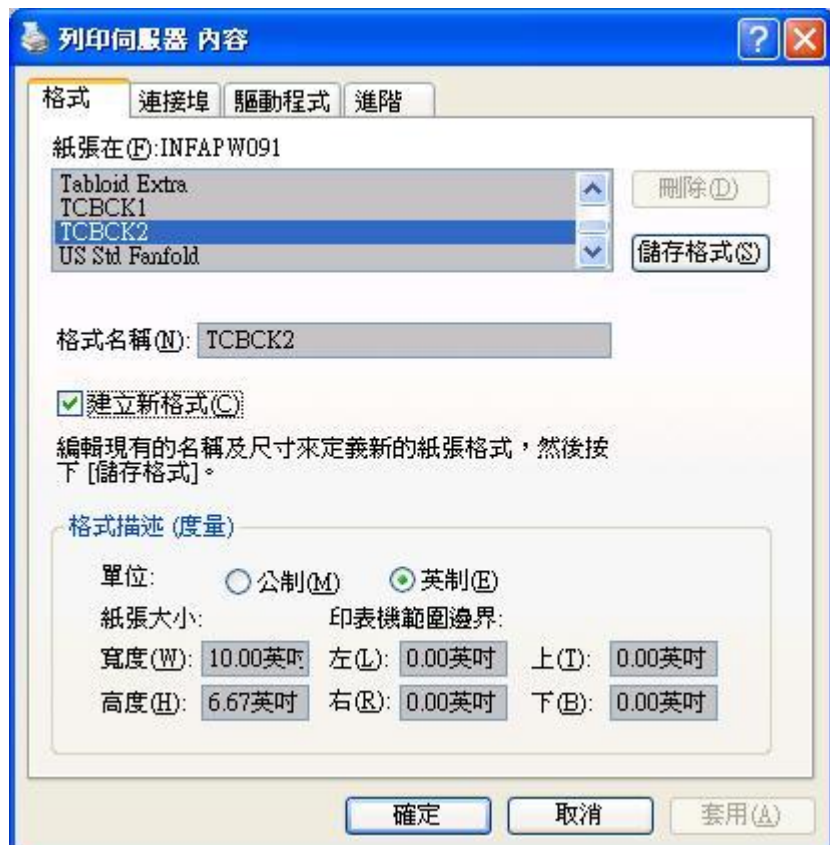 列印伺服器 內容
格式 連接埠 驅動程式 進階
紙張在(F):INFAPW091
Tabloid Extra
TCBCK1
TCBCK2
US Std Fanfold
刪除(D)
儲存格式(S)
格式名稱(N): TCBCK2
建立新格式(C)
編輯現有的名稱及尺寸來定義新的紙張格式，然後按
下 [儲存格式]。
格式描述 (度量)
單位: 公制(M) 英制(E)
紙張大小: 印表機範圍邊界:
寬度(W): 10.00英吋 左(L): 0.00英吋 上(T): 0.00英吋
高度(H): 6.67英吋 右(R): 0.00英吋 下(B): 0.00英吋
確定 取消 套用(A)